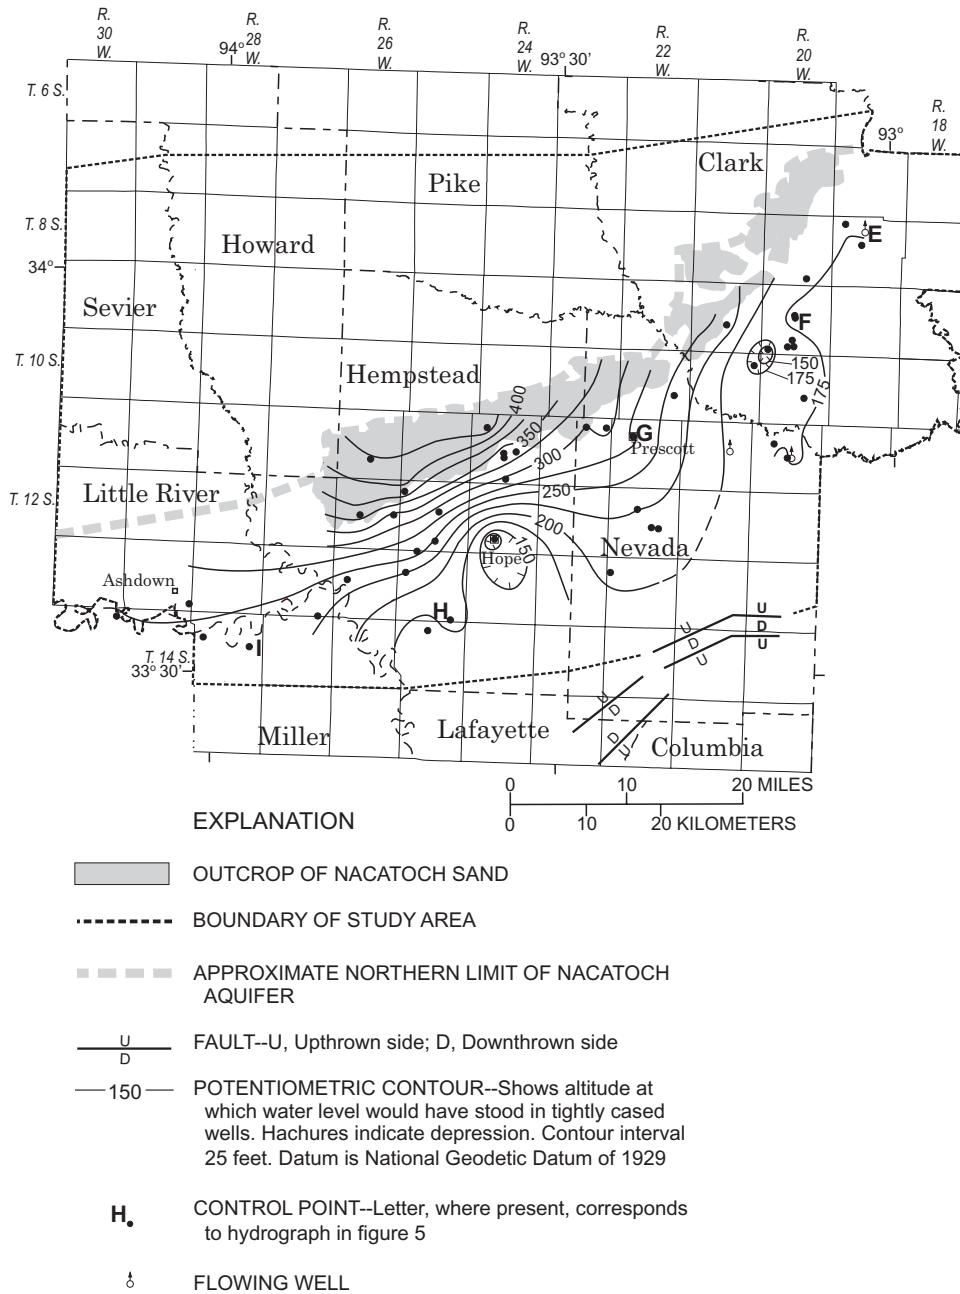 R.
30
W.
R.
28
W.
R.
26
W.
R.
24
W.
R.
22
W.
R.
20
W.
R.
18
W.
94°
93° 30'
93°
T. 6 S.
Clark
Pike
T. 8 S.
E
Howard
34°
Sevier
F
T. 10 S.
150
175
Hempstead
400
175
350
G
Prescott
300
T. 12 S.
Little River
250
200
150
Nevada
Hope
Ashdown
H
U
D
U
U
D
U
I
T. 14 S.
33° 30'
U
D
D
U
Miller
Lafayette
Columbia
0 10 20 MILES
0 10 20 KILOMETERS
EXPLANATION
OUTCROP OF NACATOCH SAND
BOUNDARY OF STUDY AREA
APPROXIMATE NORTHERN LIMIT OF NACATOCH
AQUIFER
U
D
FAULT--U, Upthrown side; D, Downthrown side
150
POTENTIOMETRIC CONTOUR--Shows altitude at
which water level would have stood in tightly cased
wells. Hachures indicate depression. Contour interval
25 feet. Datum is National Geodetic Datum of 1929
H
CONTROL POINT--Letter, where present, corresponds
to hydrograph in figure 5
FLOWING WELL